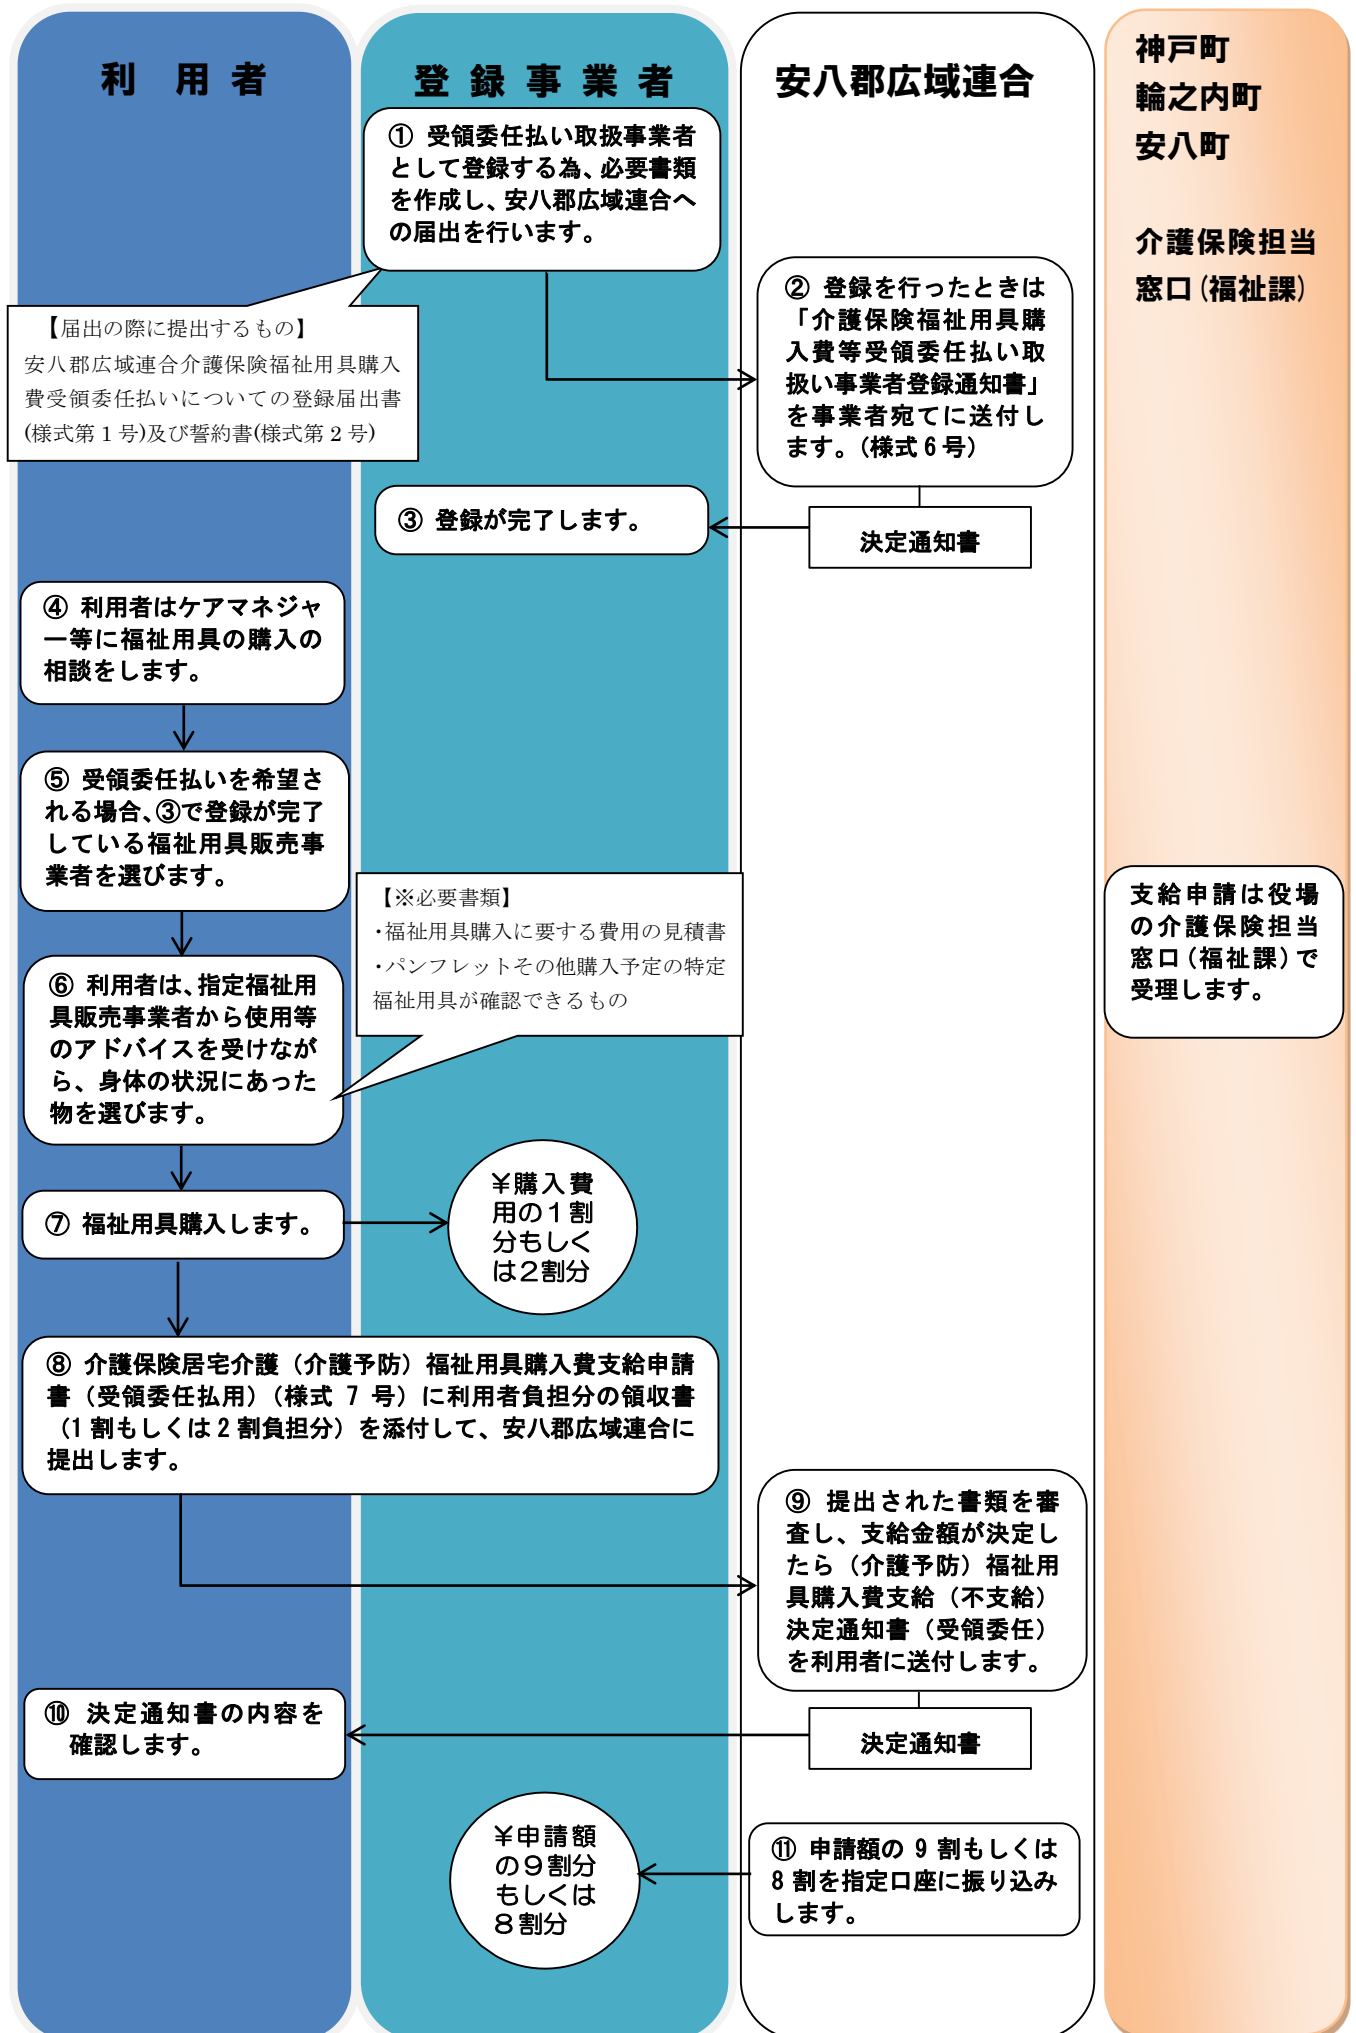 利 用 者
登 録 事 業 者
安八郡広域連合
神戸町
輪之内町
安八町
介護保険担当
窓口(福祉課)
① 受領委任払い取扱事業者
として登録する為、必要書類
を作成し、安八郡広域連合へ
の届出を行います。
【届出の際に提出するもの】
安八郡広域連合介護保険福祉用具購入
費受領委任払いについての登録届出書
(様式第1号)及び誓約書(様式第2号)
② 登録を行ったときは
「介護保険福祉用具購
入費等受領委任払い取
扱い事業者登録通知書」
を事業者宛てに送付し
ます。(様式6号)
決定通知書
③ 登録が完了します。
④ 利用者はケアマネジャ
ー等に福祉用具の購入の
相談をします。
⑤ 受領委任払いを希望さ
れる場合、③で登録が完了
している福祉用具販売事
業者を選びます。
【※必要書類】
・福祉用具購入に要する費用の見積書
・パンフレットその他購入予定の特定
福祉用具が確認できるもの
支給申請は役場
の介護保険担当
窓口(福祉課)で
受理します。
⑥ 利用者は、指定福祉用
具販売事業者から使用等
のアドバイスを受けなが
ら、身体の状況にあった
物を選びます。
⑦ 福祉用具購入します。
¥購入費
用の1割
分もしく
は2割分
⑧ 介護保険居宅介護（介護予防）福祉用具購入費支給申請
書（受領委任払用）(様式 7 号）に利用者負担分の領収書
（1割もしくは2割負担分）を添付して、安八郡広域連合に
提出します。
⑨ 提出された書類を審
査し、支給金額が決定し
たら（介護予防）福祉用
具購入費支給（不支給）
決定通知書（受領委任）
を利用者に送付します。
決定通知書
⑩ 決定通知書の内容を
確認します。
⑪ 申請額の 9 割もしくは
8 割を指定口座に振り込み
します。
¥申請額
の9割分
もしくは
8割分